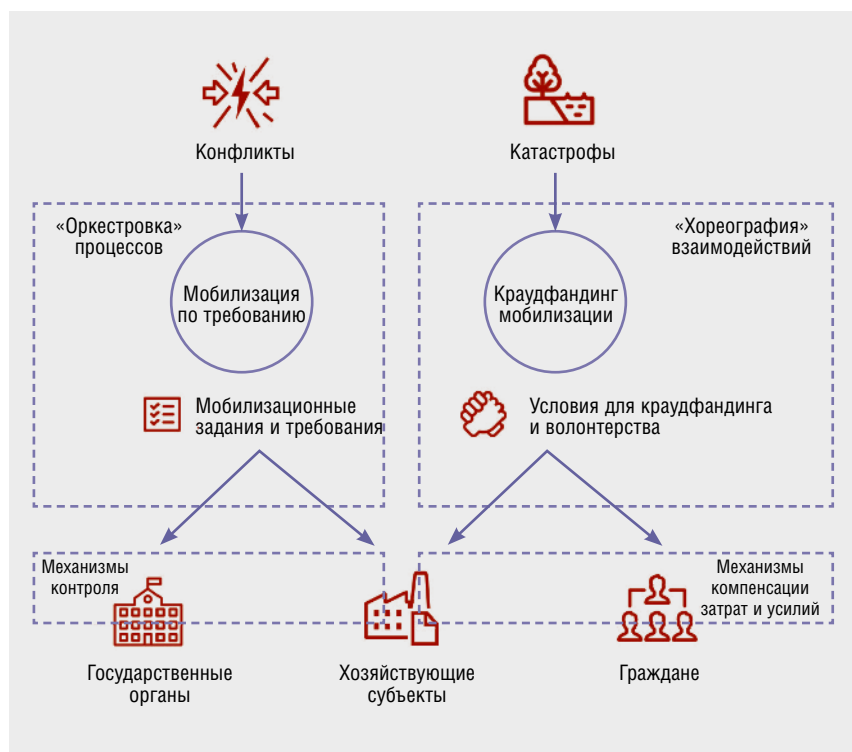 Конфликты
Катастрофы
«Оркестровка»
процессов
«Хореография»
взаимодействий
Мобилизация
по требованию
Краудфандинг
мобилизации
Мобилизационные
задания и требования
Условия для краудфандинга
и волонтерства
Механизмы
контроля
Механизмы
компенсации
затрат и усилий
Государственные
органы
Хозяйствующие
субъекты
Граждане